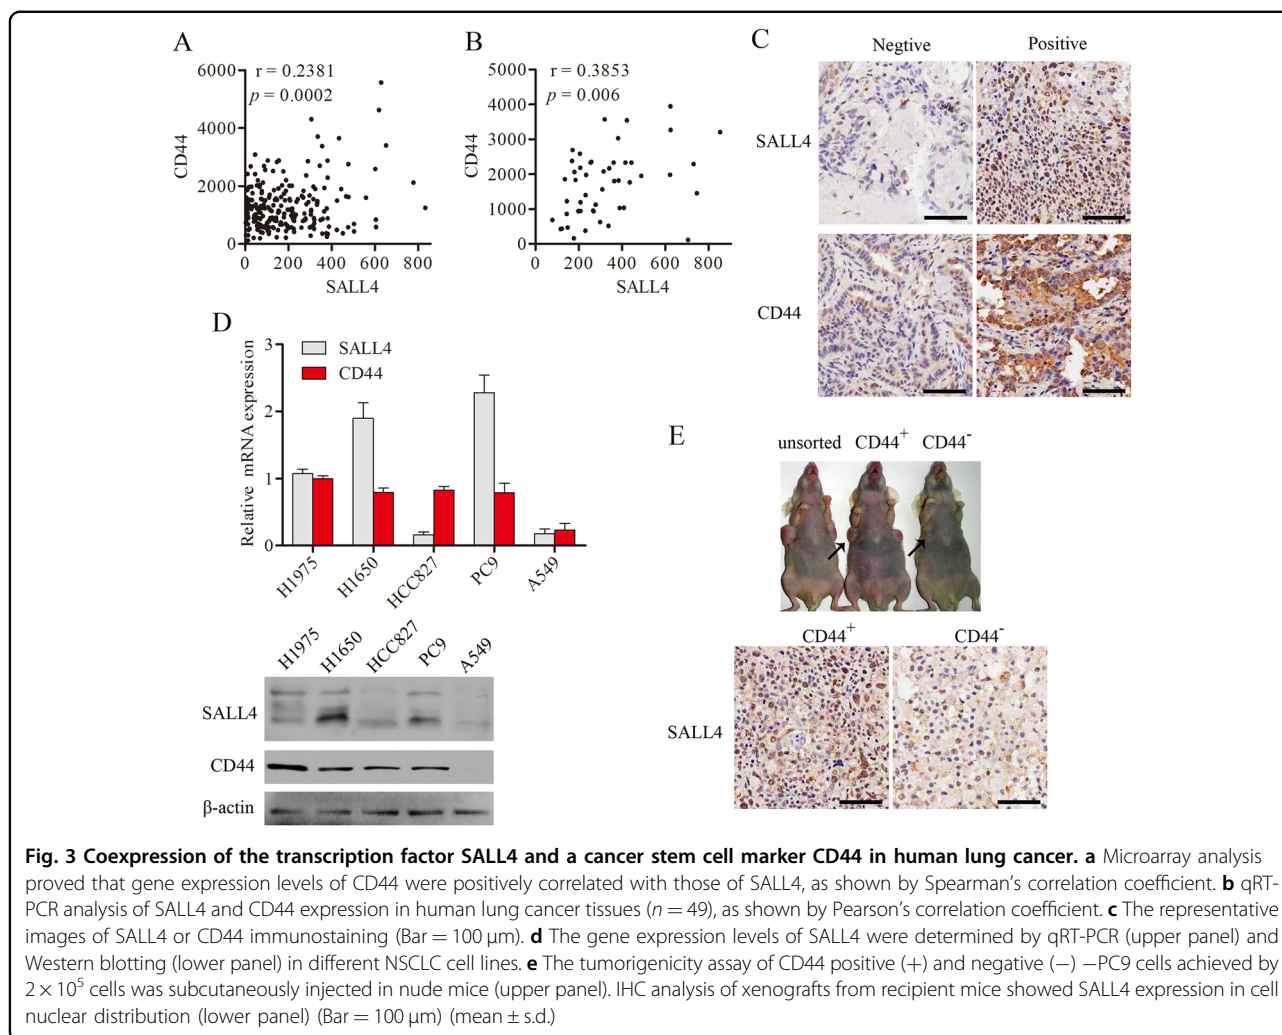 A
r = 0.2381
p = 0.0002
6000
4000
2000
0
CD44
0 200 400 600 800
SALL4
B
r = 0.3853
p = 0.006
5000
4000
3000
2000
1000
0
CD44
0 200 400 600 800
SALL4
C
Negtive Positive
SALL4
CD44
D
SALL4
CD44
3
2
1
0
Relative mRNA expression
H1975 H1650 HCC827 PC9 A549
H1975 H1650 HCC827 PC9 A549
SALL4
CD44
β-actin
E
unsorted CD44+ CD44-
CD44+ CD44-
SALL4
Fig. 3 Coexpression of the transcription factor SALL4 and a cancer stem cell marker CD44 in human lung cancer. a Microarray analysis
proved that gene expression levels of CD44 were positively correlated with those of SALL4, as shown by Spearman's correlation coefficient. b qRT-
PCR analysis of SALL4 and CD44 expression in human lung cancer tissues (n = 49), as shown by Pearson's correlation coefficient. c The representative
images of SALL4 or CD44 immunostaining (Bar = 100 μm). d The gene expression levels of SALL4 were determined by qRT-PCR (upper panel) and
Western blotting (lower panel) in different NSCLC cell lines. e The tumorigenicity assay of CD44 positive (+) and negative (−) −PC9 cells achieved by
2 × 10⁵ cells was subcutaneously injected in nude mice (upper panel). IHC analysis of xenografts from recipient mice showed SALL4 expression in cell
nuclear distribution (lower panel) (Bar = 100 μm) (mean ± s.d.)